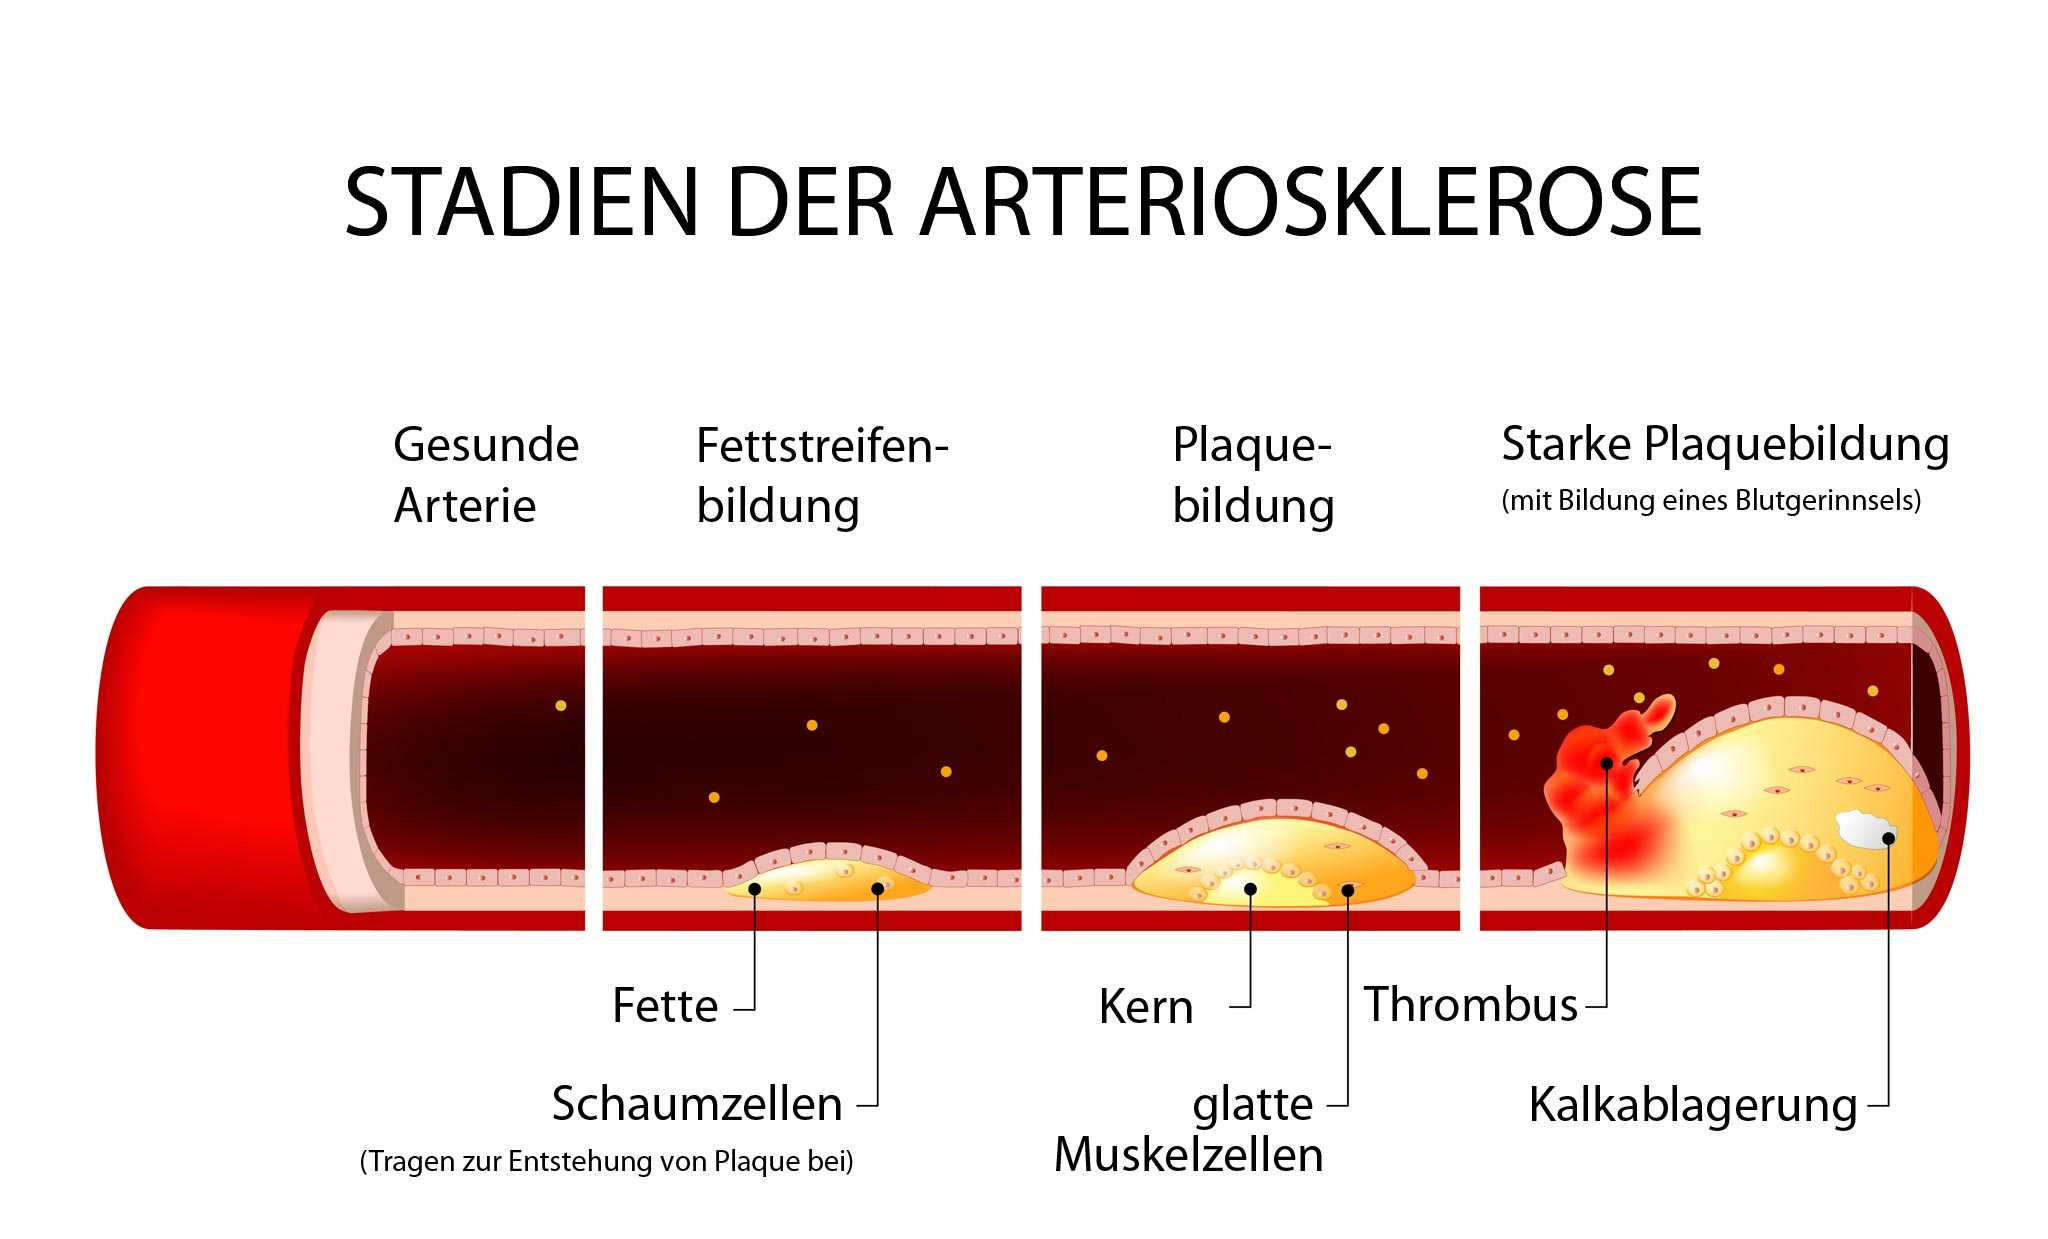 STADIEN DER ARTERIOSKLEROSE
Gesunde
Arterie
Fettstreifen-
bildung
Plaque-
bildung
Starke Plaquebildung
(mit Bildung eines Blutgerinnsels)
Fette
Schaumzellen
(Tragen zur Entstehung von Plaque bei)
Kern
glatte
Muskelzellen
Thrombus
Kalkablagerung